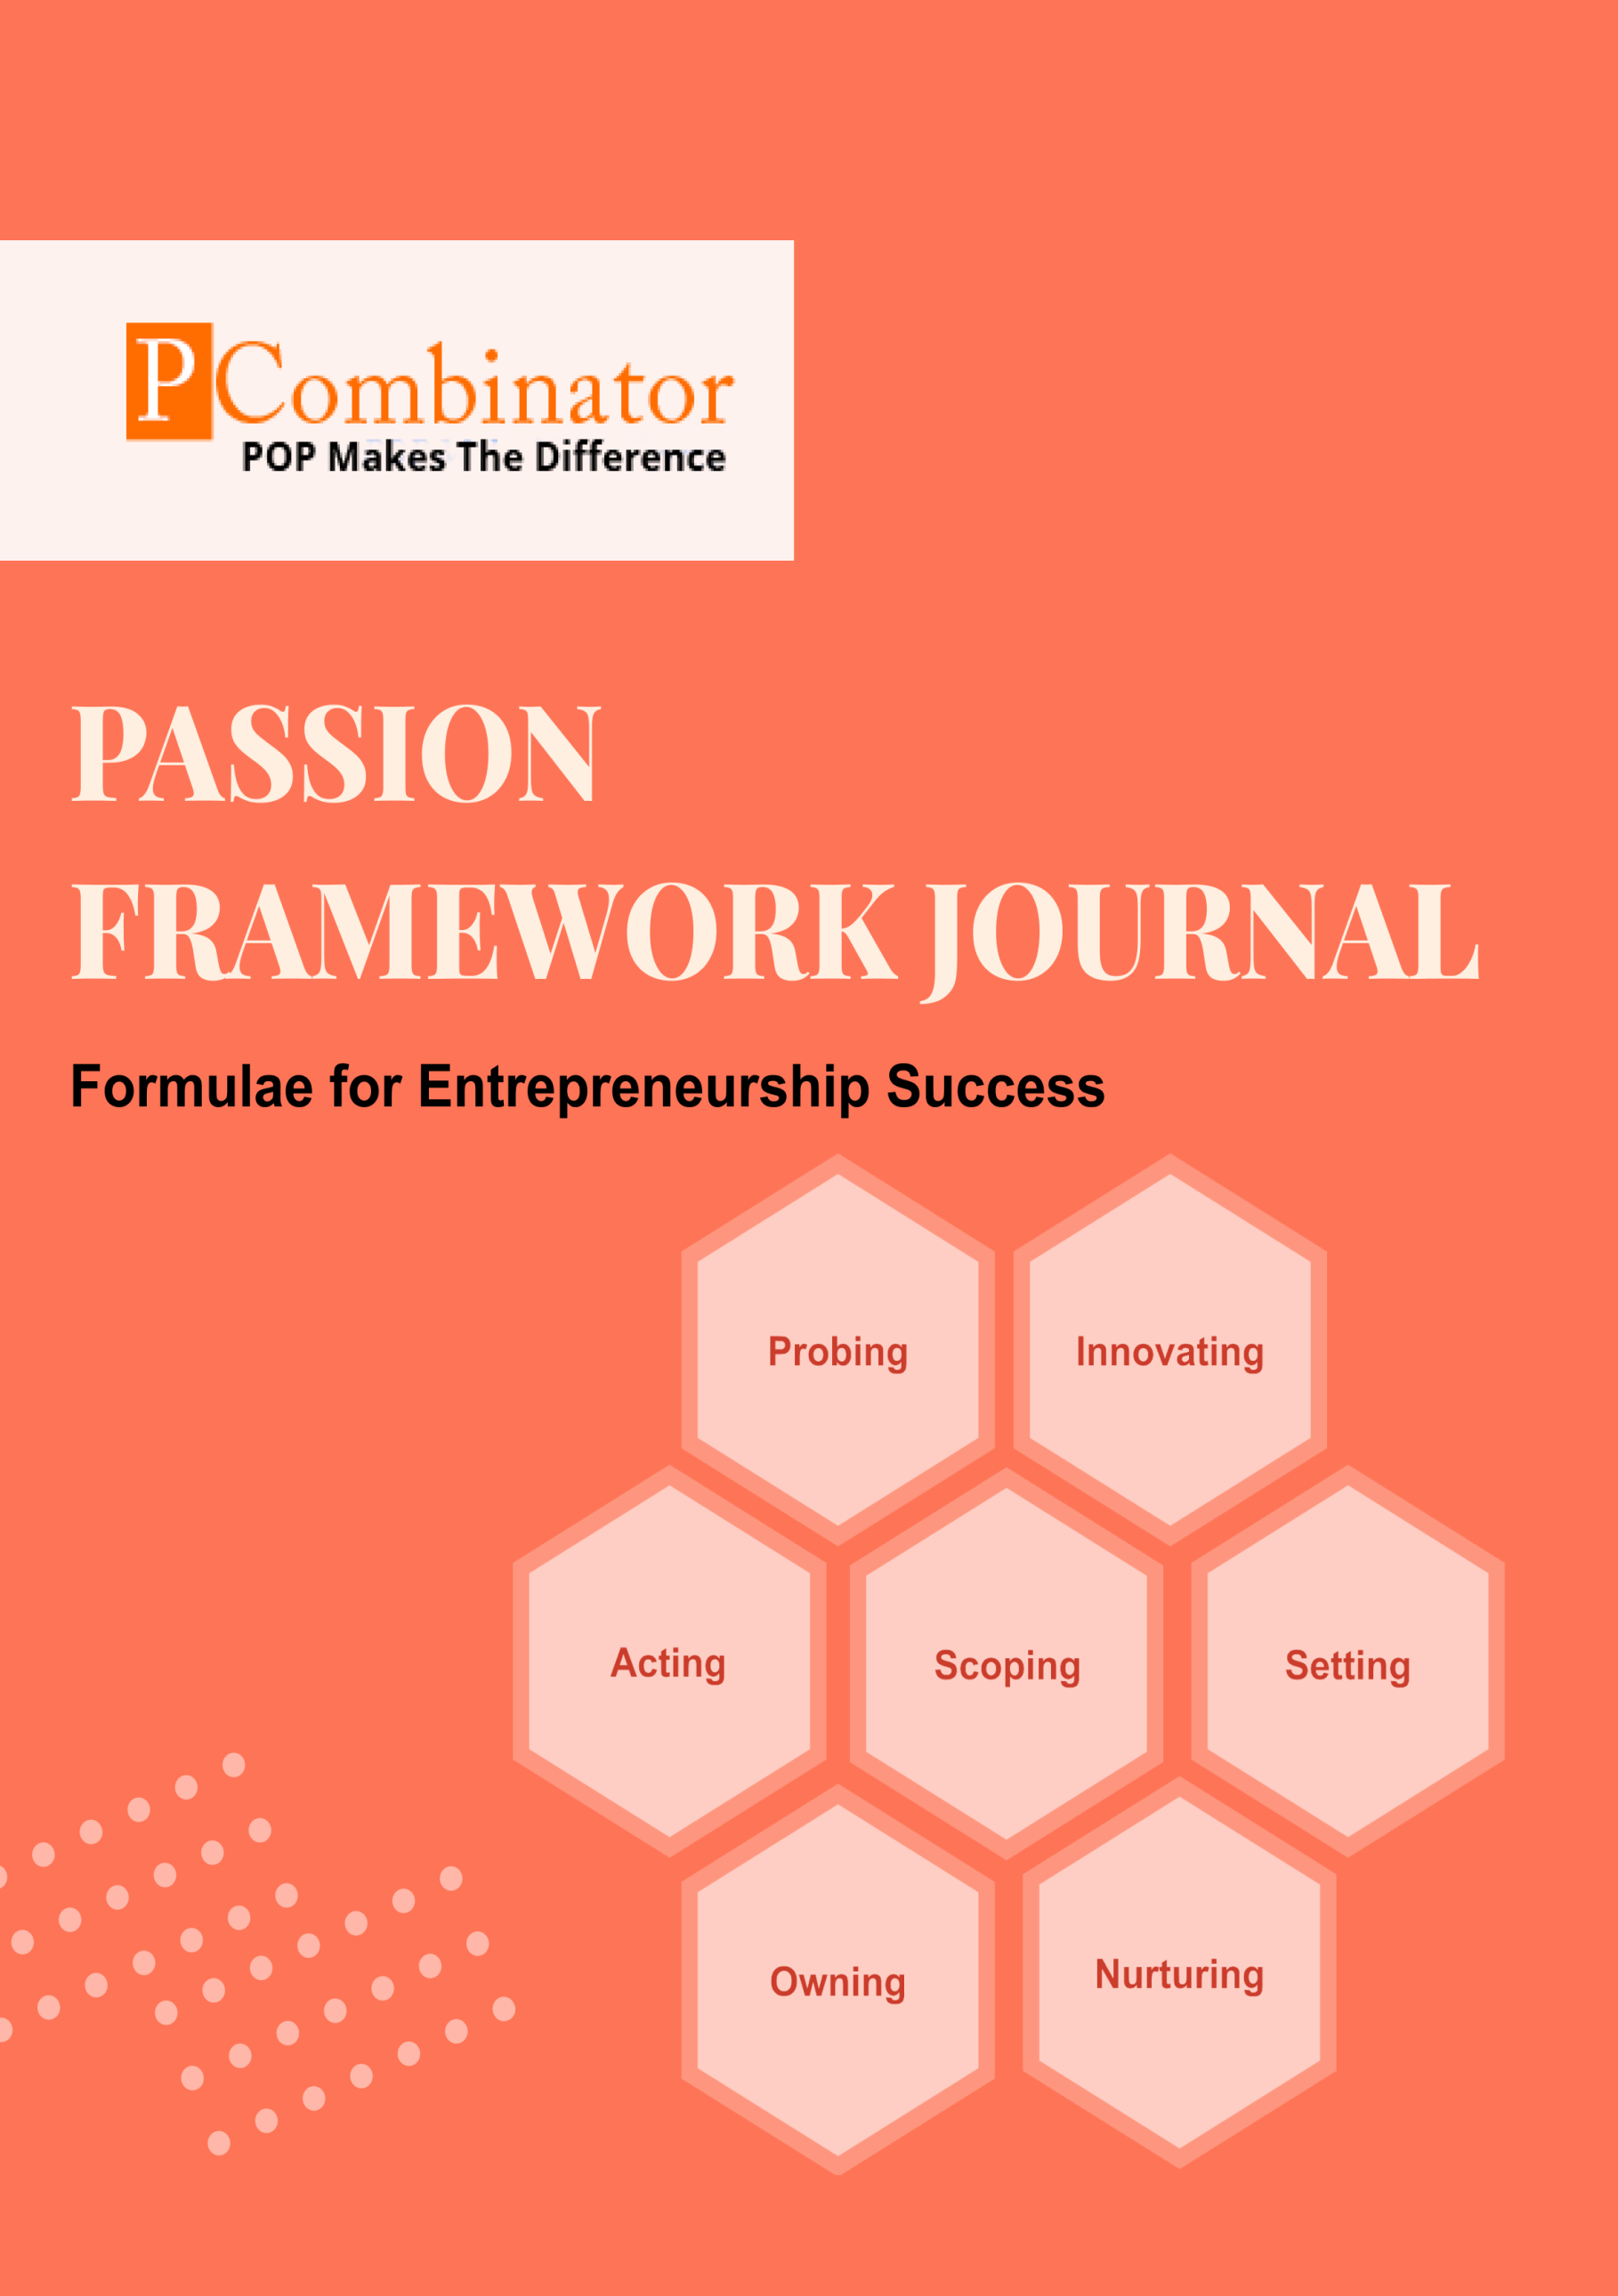 PCombinator
POP Makes The Difference
PASSION
FRAMEWORK JOURNAL
Formulae for Entrepreneurship Success
Probing
Innovating
Acting
Scoping
Setting
Owning
Nurturing